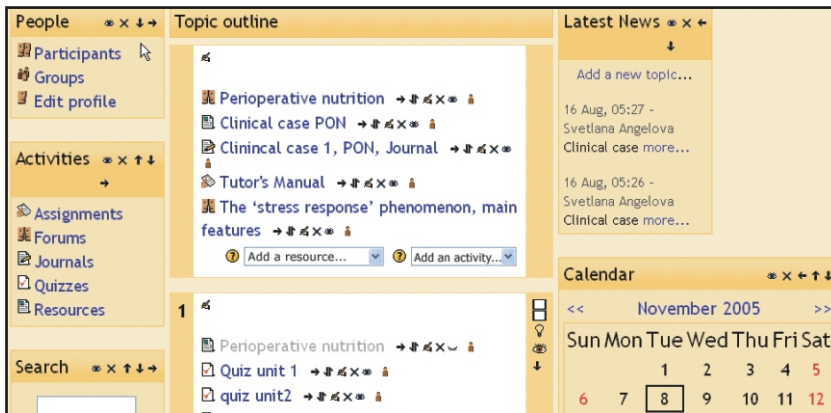 People
Participants
Groups
Edit profile
Activities
Assignments
Forums
Journals
Quizzes
Resources
Search
Topic outline
Perioperative nutrition
Clinical case PON
Clinincal case 1, PON, Journal
Tutor's Manual
The ‘stress response’ phenomenon, main
features
Add a resource... Add an activity...
1
Perioperative nutrition
Quiz unit 1
quiz unit2
Latest News
Add a new topic...
16 Aug, 05:27 -
Svetlana Angelova
Clinical case more...
16 Aug, 05:26 -
Svetlana Angelova
Clinical case more...
Calendar
<< November 2005 >>
Sun Mon Tue Wed Thu Fri Sat
1 2 3 4 5
6 7 8 9 10 11 12